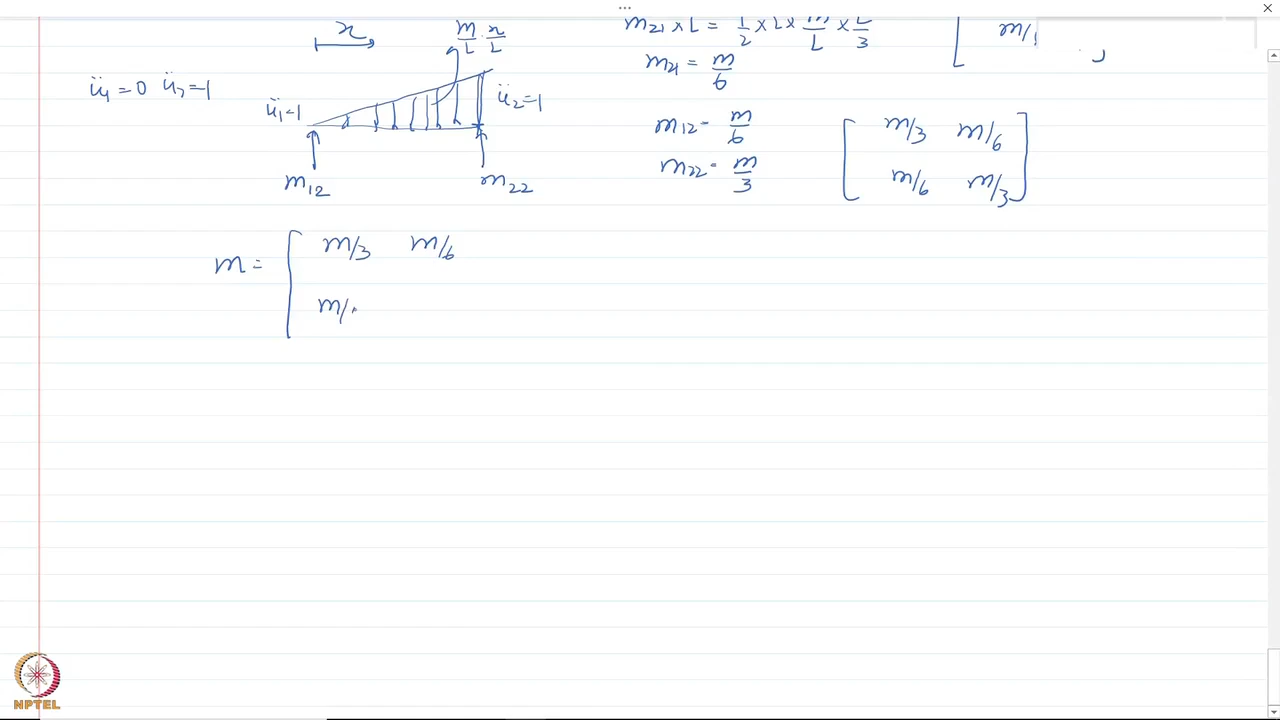 x
m/L · x/L
m21 × L = 1/2 × L × m/L × L/3
m21 = m/6
ü1=0 ü2=1
ü1=1
ü2=1
m12
m22
m12 = m/6
m22 = m/3
[ m/3 m/6
m/6 m/3 ]
m = [ m/3 m/6
m/
NPTEL